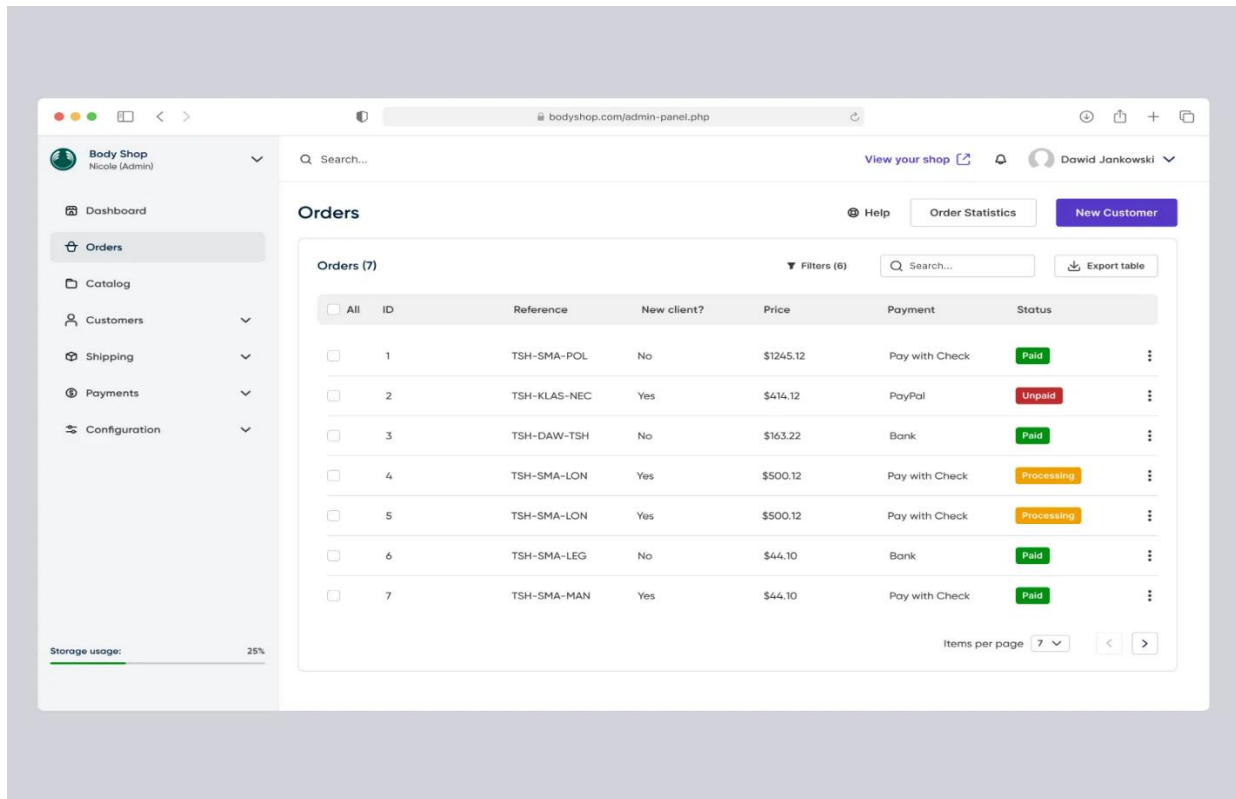 bodyshop.com/admin-panel.php
Body Shop
Nicole (Admin)
Search...
View your shop
Dawid Jankowski
Dashboard
Orders
Catalog
Customers
Shipping
Payments
Configuration
Storage usage: 25%
Orders
Help
Order Statistics
New Customer
Orders (7)
Filters (6)
Search...
Export table
All ID Reference New client? Price Payment Status
1 TSH-SMA-POL No $1245.12 Pay with Check Paid
2 TSH-KLAS-NEC Yes $414.12 PayPal Unpaid
3 TSH-DAW-TSH No $163.22 Bank Paid
4 TSH-SMA-LON Yes $500.12 Pay with Check Processing
5 TSH-SMA-LON Yes $500.12 Pay with Check Processing
6 TSH-SMA-LEG No $44.10 Bank Paid
7 TSH-SMA-MAN Yes $44.10 Pay with Check Paid
Items per page 7